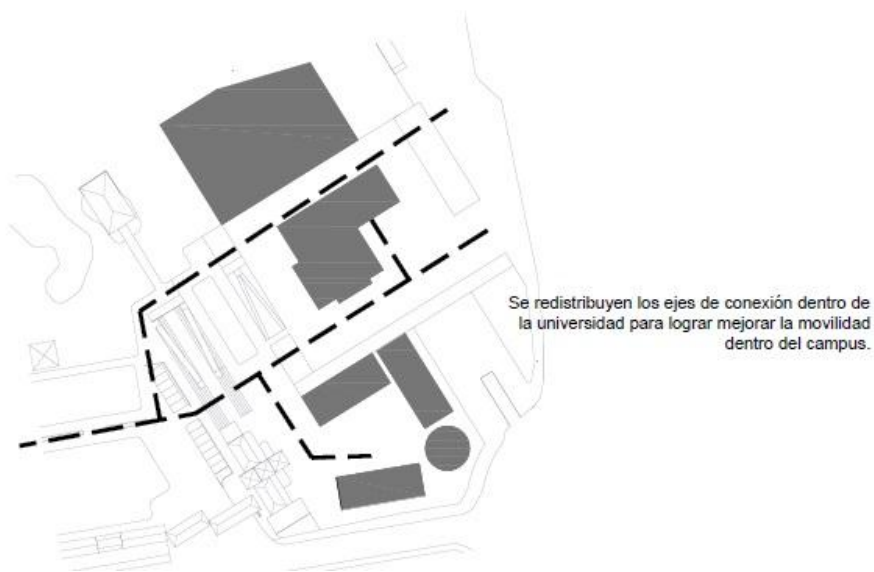 Se redistribuyen los ejes de conexión dentro de
la universidad para lograr mejorar la movilidad
dentro del campus.